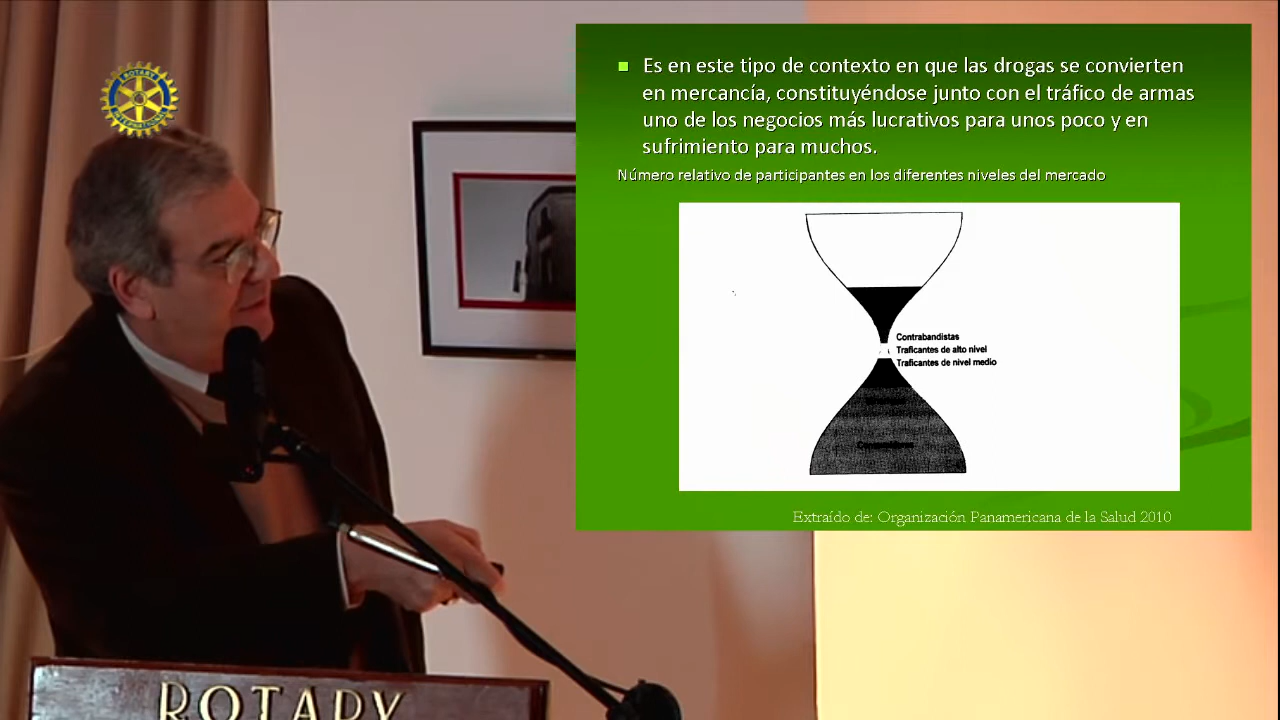 ROTARY
INTERNATIONAL
Es en este tipo de contexto en que las drogas se convierten
en mercancía, constituyéndose junto con el tráfico de armas
uno de los negocios más lucrativos para unos poco y en
sufrimiento para muchos.
Número relativo de participantes en los diferentes niveles del mercado
Contrabandistas
Traficantes de alto nivel
Traficantes de nivel medio
Extraído de: Organización Panamericana de la Salud 2010
ROTARY